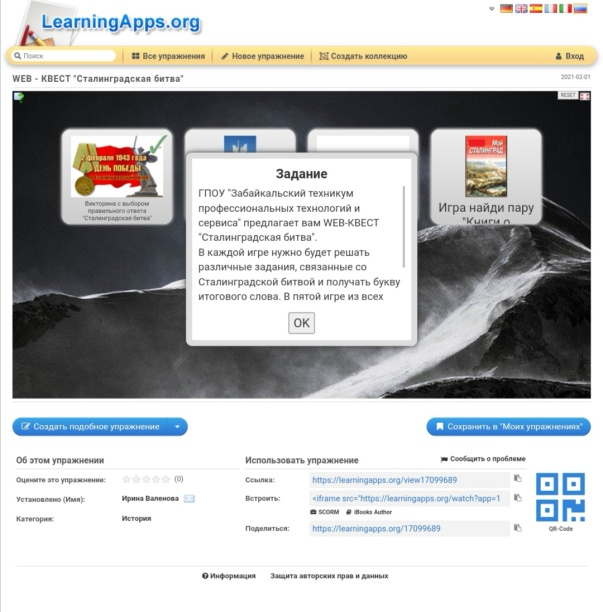 LearningApps.org
Поиск
Все упражнения
Новое упражнение
Создать коллекцию
Вход
WEB - КВЕСТ "Сталинградская битва"
2021-02-01
RESET
2 февраля 1943 года
ДЕНЬ ПОБЕДЫ
Викторина с выбором
правильного ответа
"Сталинградская битва"
Мой
СТАЛИНГРАД
Игра найди пару
"Книги о
Задание
ГПОУ "Забайкальский техникум
профессиональных технологий и
сервиса" предлагает вам WEB-КВЕСТ
"Сталинградская битва".
В каждой игре нужно будет решать
различные задания, связанные со
Сталинградской битвой и получать букву
итогового слова. В пятой игре из всех
OK
Создать подобное упражнение
Сохранить в "Моих упражнениях"
Об этом упражнении
Оцените это упражнение:
(0)
Установлено (Имя):
Ирина Валенова
Категория:
История
Использовать упражнение
Сообщить о проблеме
Ссылка:
https://learningapps.org/view17099689
Встроить:
<iframe src="https://learningapps.org/watch?app=1
SCORM
iBooks Author
Поделиться:
https://learningapps.org/17099689
QR-Code
Информация
Защита авторских прав и данных